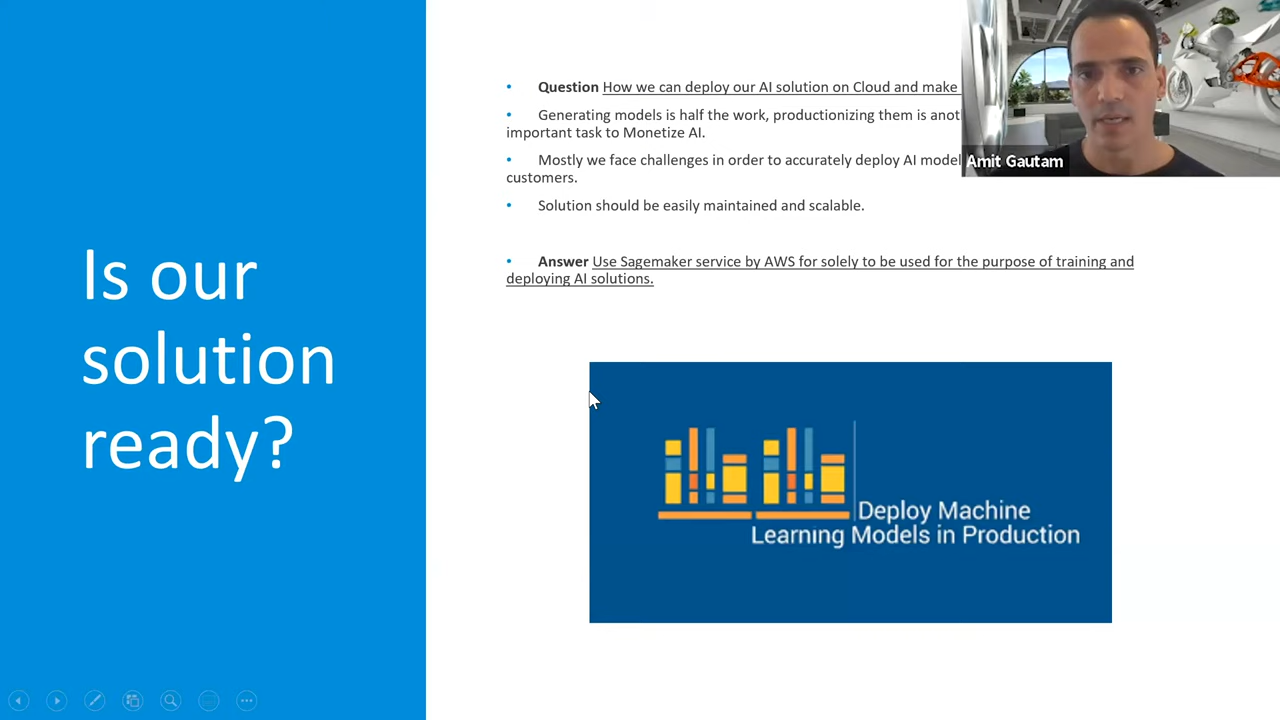 Is our
solution
ready?
• Question How we can deploy our AI solution on Cloud and make
• Generating models is half the work, productionizing them is anot
important task to Monetize AI.
• Mostly we face challenges in order to accurately deploy AI model
customers.
• Solution should be easily maintained and scalable.
• Answer Use Sagemaker service by AWS for solely to be used for the purpose of training and
deploying AI solutions.
Amit Gautam
Deploy Machine
Learning Models in Production